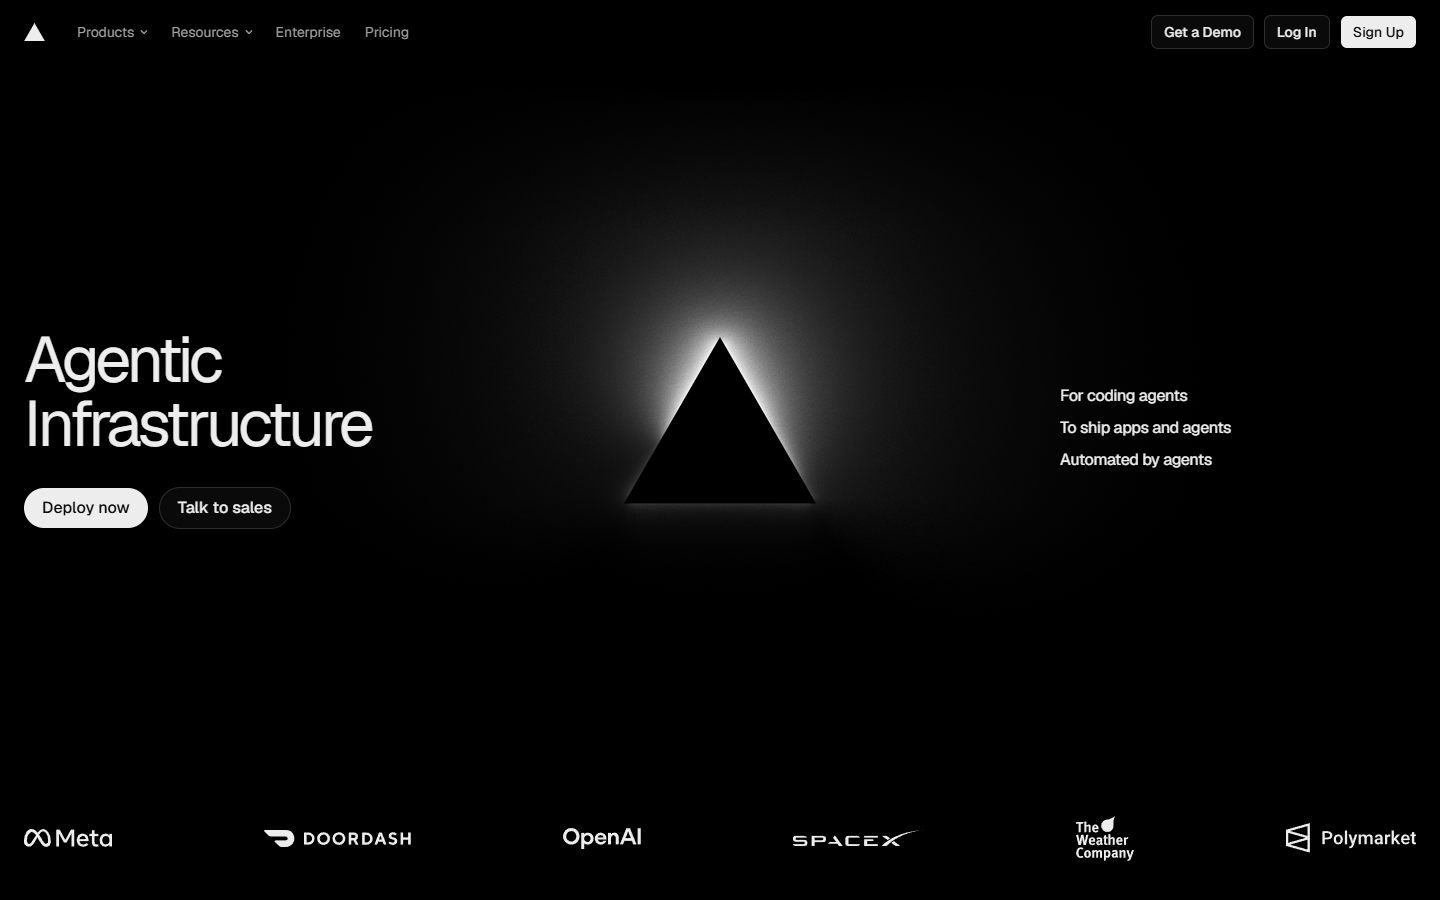 Products
Resources
Enterprise
Pricing
Get a Demo
Log In
Sign Up
Agentic
Infrastructure
Deploy now
Talk to sales
For coding agents
To ship apps and agents
Automated by agents
Meta
DOORDASH
OpenAI
SPACEX
The
Weather
Company
Polymarket